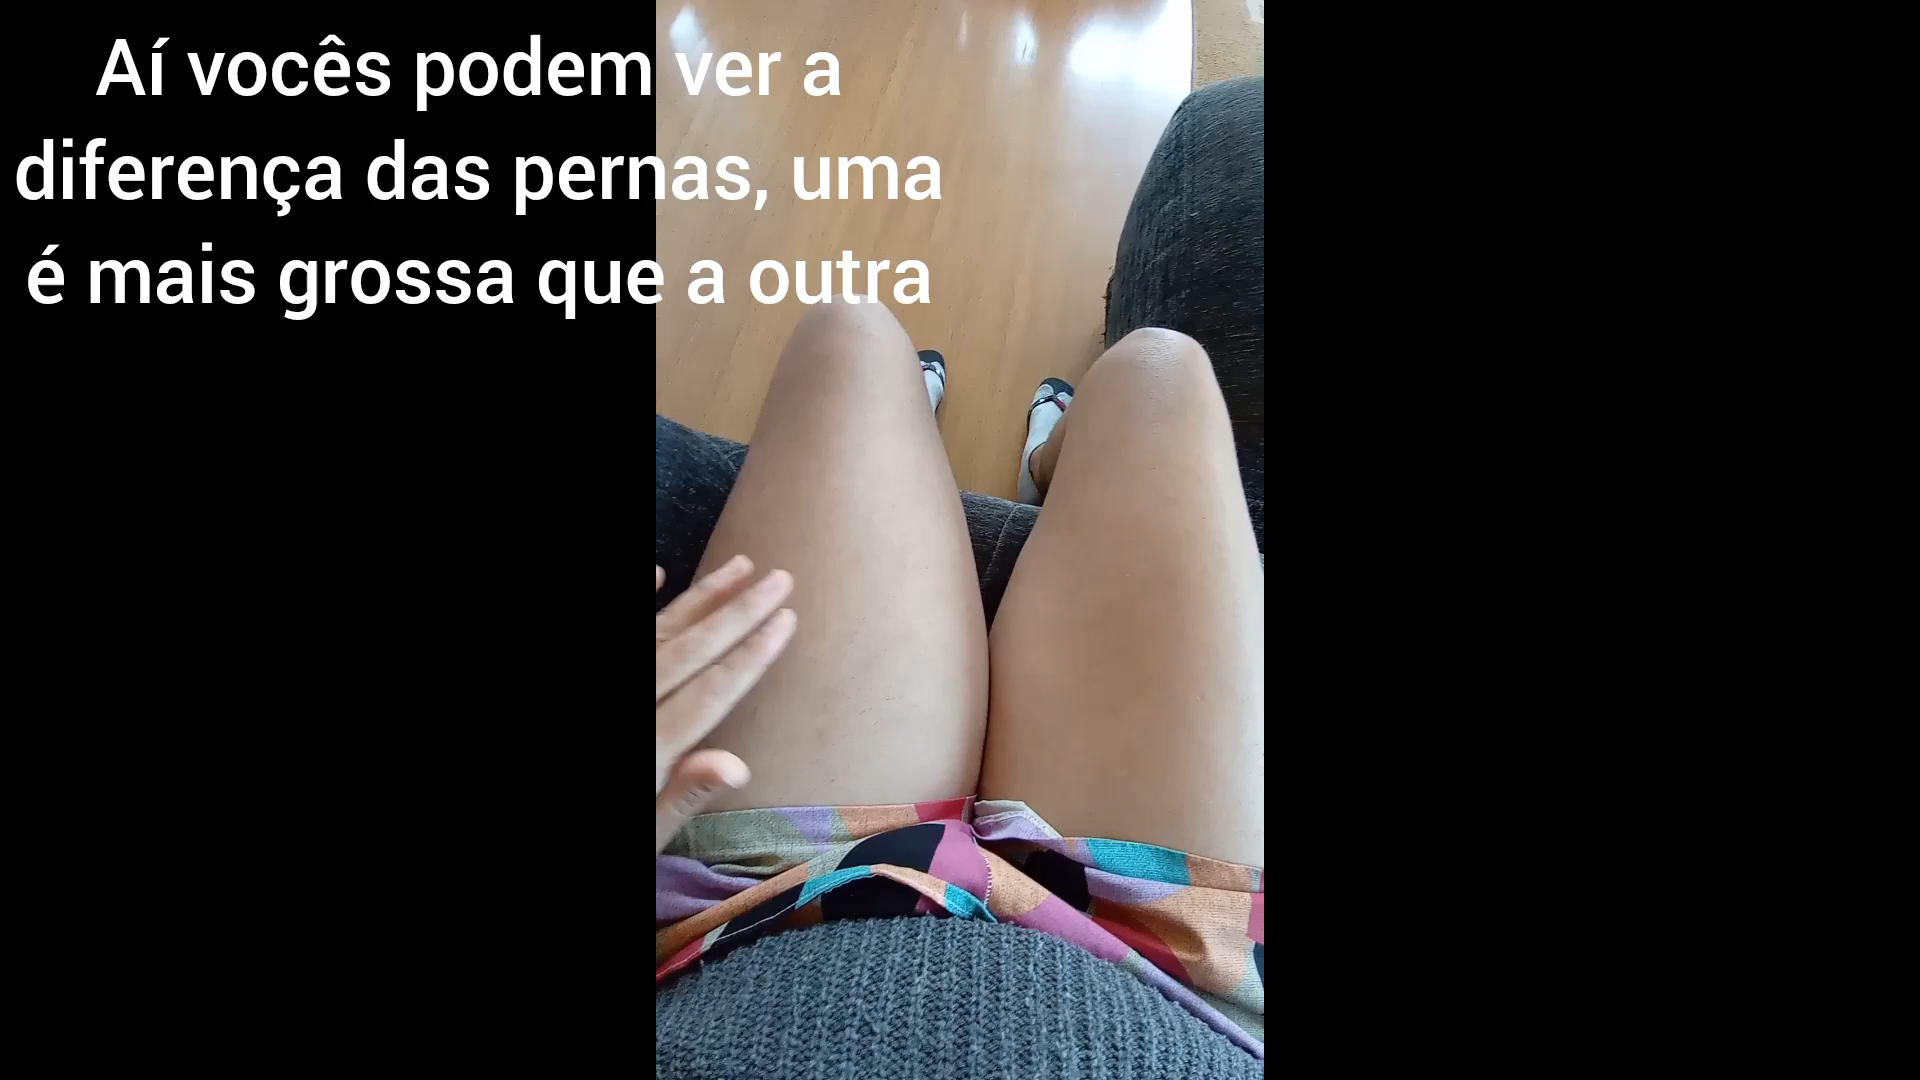 Aí vocês podem ver a
diferença das pernas, uma
é mais grossa que a outra